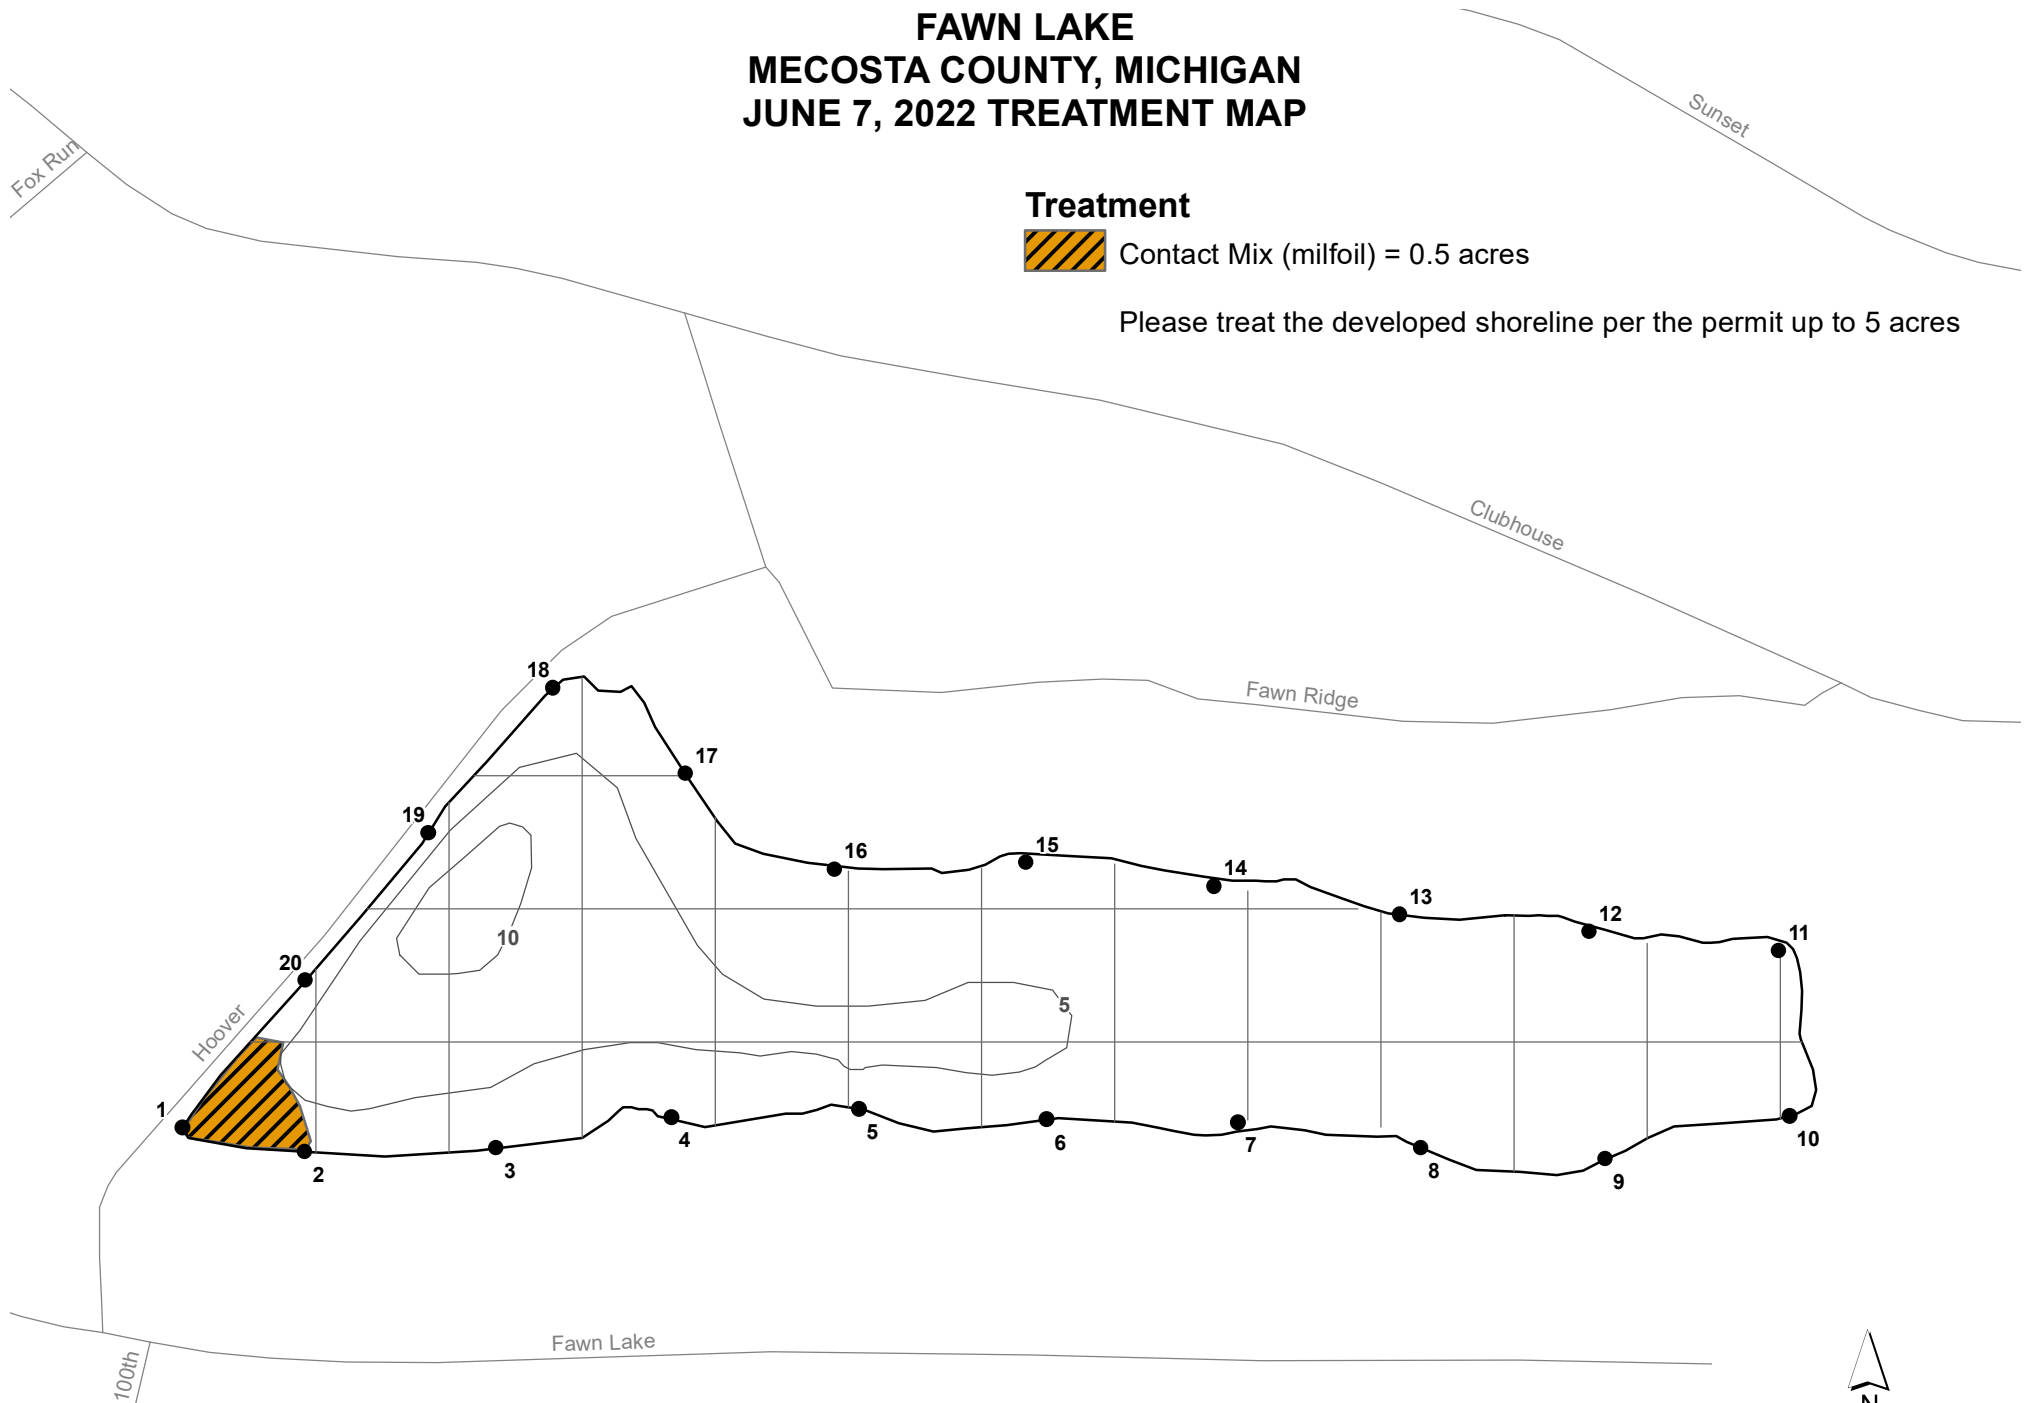 FAWN LAKE
MECOSTA COUNTY, MICHIGAN
JUNE 7, 2022 TREATMENT MAP
Sunset
Fox Run
Treatment
Contact Mix (milfoil) = 0.5 acres
Please treat the developed shoreline per the permit up to 5 acres
Clubhouse
18
Fawn Ridge
17
19
16
15
14
13
12
11
10
20
5
Hoover
1
2
3
4
5
6
7
8
9
10
Fawn Lake
100th
N